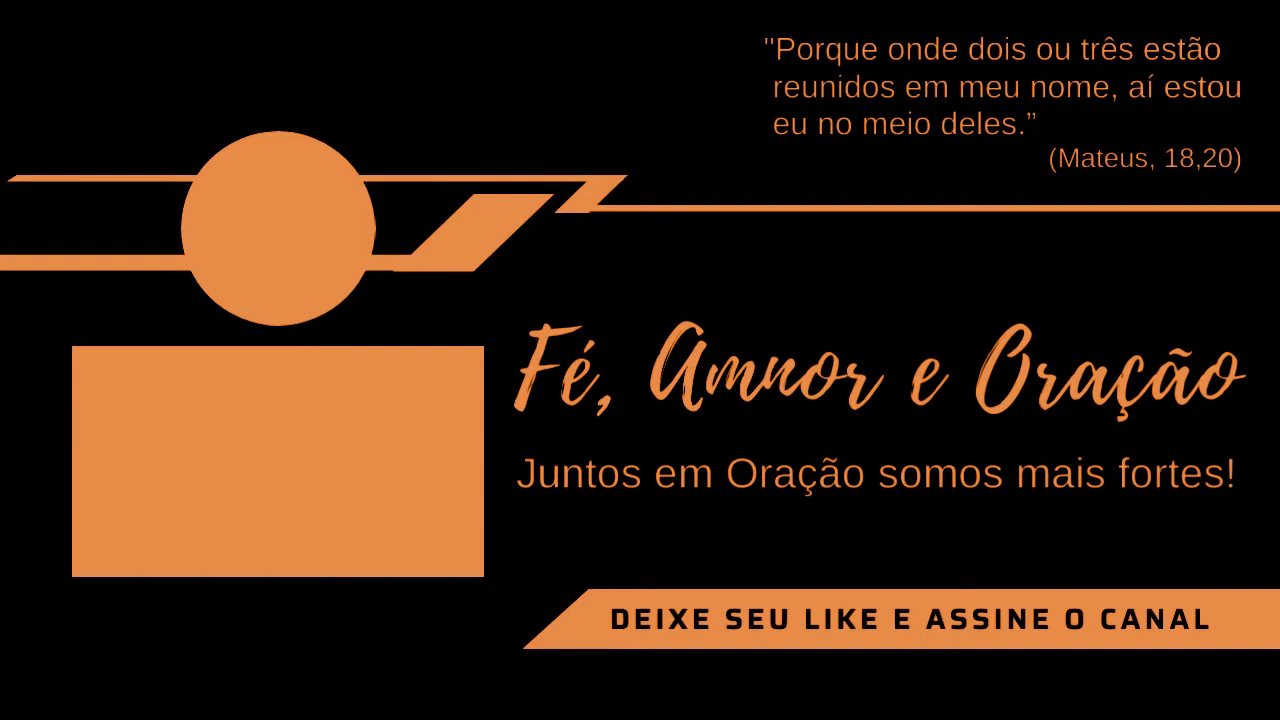 "Porque onde dois ou três estão
reunidos em meu nome, aí estou
eu no meio deles.”
(Mateus, 18,20)
Fé, Amnor e Oração
Juntos em Oração somos mais fortes!
DEIXE SEU LIKE E ASSINE O CANAL